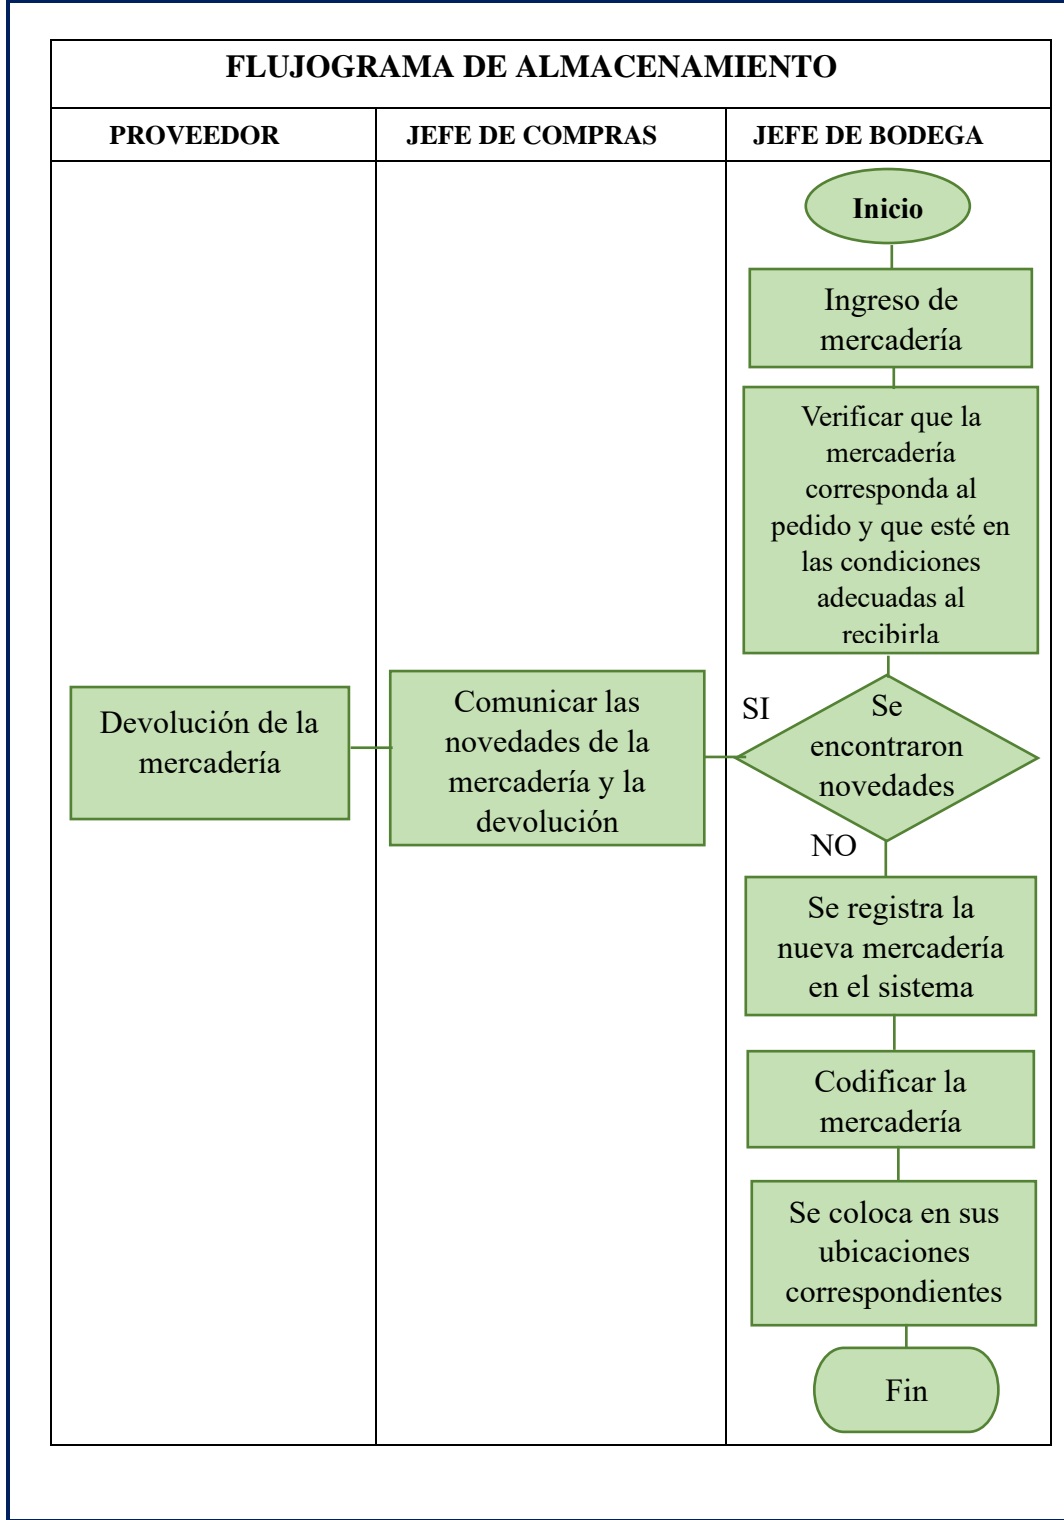 FLUJOGRAMA DE ALMACENAMIENTO
PROVEEDOR
JEFE DE COMPRAS
JEFE DE BODEGA
Inicio
Ingreso de
mercadería
Verificar que la
mercadería
corresponda al
pedido y que esté en
las condiciones
adecuadas al
recibirla
Devolución de la
mercadería
Comunicar las
novedades de la
mercadería y la
devolución
SI
Se
encontraron
novedades
NO
Se registra la
nueva mercadería
en el sistema
Codificar la
mercadería
Se coloca en sus
ubicaciones
correspondientes
Fin